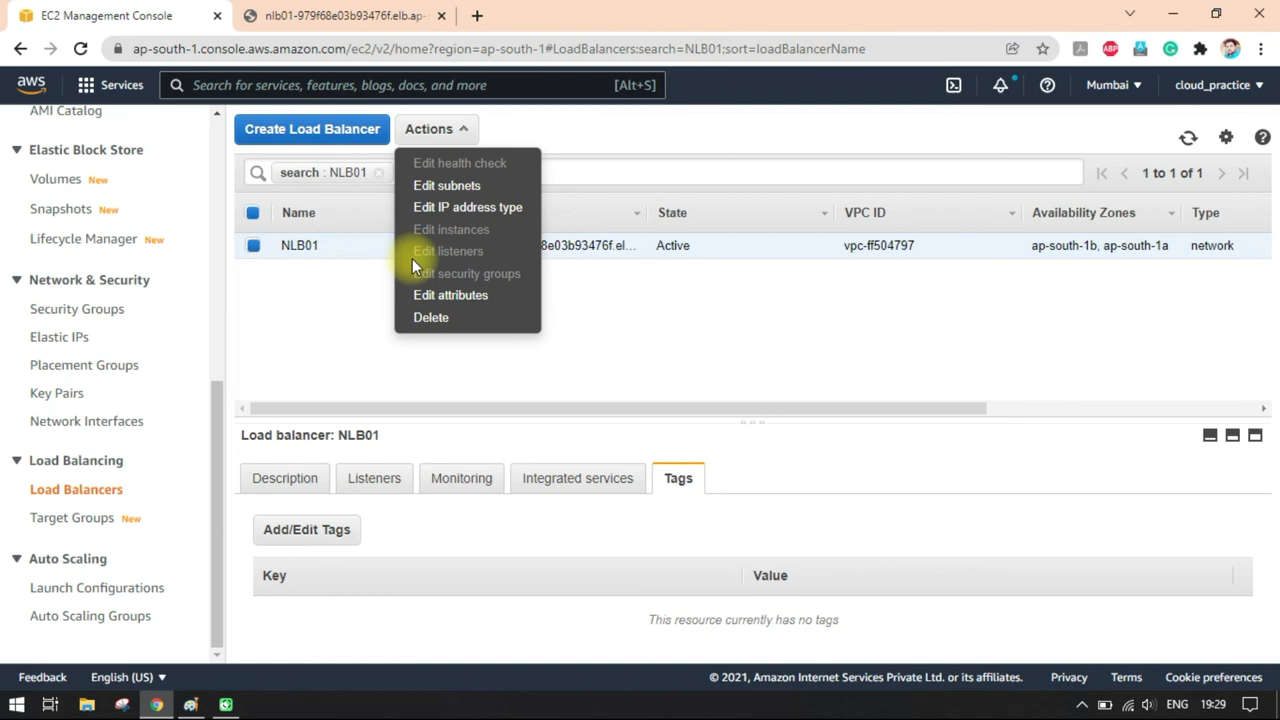 EC2 Management Console
nlb01-979f68e03b93476f.elb.ap-s
ap-south-1.console.aws.amazon.com/ec2/v2/home?region=ap-south-1#LoadBalancers:search=NLB01;sort=loadBalancerName
ABP
aws
Services
Search for services, features, blogs, docs, and more
[Alt+S]
Mumbai
cloud_practice
AMI Catalog
Elastic Block Store
Volumes New
Snapshots New
Lifecycle Manager New
Network & Security
Security Groups
Elastic IPs
Placement Groups
Key Pairs
Network Interfaces
Load Balancing
Load Balancers
Target Groups New
Auto Scaling
Launch Configurations
Auto Scaling Groups
Create Load Balancer
Actions
search : NLB01
1 to 1 of 1
Edit health check
Edit subnets
Edit IP address type
Edit instances
Edit listeners
Edit security groups
Edit attributes
Delete
Name
State
VPC ID
Availability Zones
Type
NLB01
8e03b93476f.el...
Active
vpc-ff504797
ap-south-1b, ap-south-1a
network
Load balancer: NLB01
Description
Listeners
Monitoring
Integrated services
Tags
Add/Edit Tags
Key
Value
This resource currently has no tags
Feedback
English (US)
© 2021, Amazon Internet Services Private Ltd. or its affiliates.
Privacy
Terms
Cookie preferences
ENG
19:29